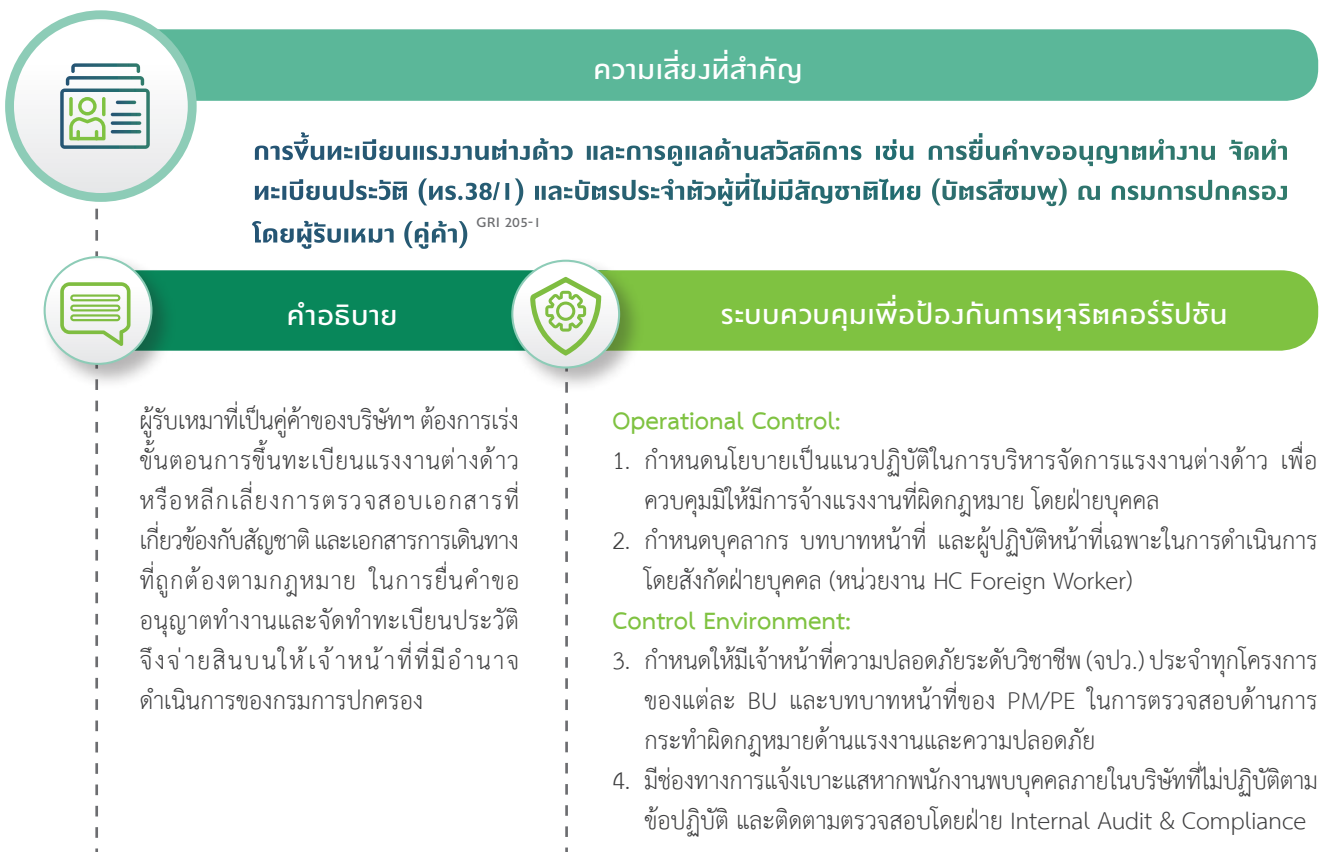 ความเสี่ยงที่สำคัญ
การขึ้นทะเบียนแรงงานต่างด้าว และการดูแลด้านสวัสดิการ เช่น การยื่นคำขออนุญาตทำงาน จัดทำ
ทะเบียนประวัติ (ทร.38/1) และบัตรประจำตัวผู้ที่ไม่มีสัญชาติไทย (บัตรสีชมพู) ณ กรมการปกครอง
โดยผู้รับเหมา (คู่ค้า) GRI 205-1
คำอธิบาย
ผู้รับเหมาที่เป็นคู่ค้าของบริษัทฯ ต้องการเร่ง
ขั้นตอนการขึ้นทะเบียนแรงงานต่างด้าว
หรือหลีกเลี่ยงการตรวจสอบเอกสารที่
เกี่ยวข้องกับสัญชาติ และเอกสารการเดินทาง
ที่ถูกต้องตามกฎหมาย ในการยื่นคำขอ
อนุญาตทำงานและจัดทำทะเบียนประวัติ
จึงจ่ายสินบนให้เจ้าหน้าที่ที่มีอำนาจ
ดำเนินการของกรมการปกครอง
ระบบควบคุมเพื่อป้องกันการทุจริตคอร์รัปชัน
Operational Control:
1. กำหนดนโยบายเป็นแนวปฏิบัติในการบริหารจัดการแรงงานต่างด้าว เพื่อ
ควบคุมมิให้มีการจ้างแรงงานที่ผิดกฎหมาย โดยฝ่ายบุคคล
2. กำหนดบุคลากร บทบาทหน้าที่ และผู้ปฏิบัติหน้าที่เฉพาะในการดำเนินการ
โดยสังกัดฝ่ายบุคคล (หน่วยงาน HC Foreign Worker)
Control Environment:
3. กำหนดให้มีเจ้าหน้าที่ความปลอดภัยระดับวิชาชีพ (จปว.) ประจำทุกโครงการ
ของแต่ละ BU และบทบาทหน้าที่ของ PM/PE ในการตรวจสอบด้านการ
กระทำผิดกฎหมายด้านแรงงานและความปลอดภัย
4. มีช่องทางการแจ้งเบาะแสหากพนักงานพบบุคคลภายในบริษัทที่ไม่ปฏิบัติตาม
ข้อปฏิบัติ และติดตามตรวจสอบโดยฝ่าย Internal Audit & Compliance